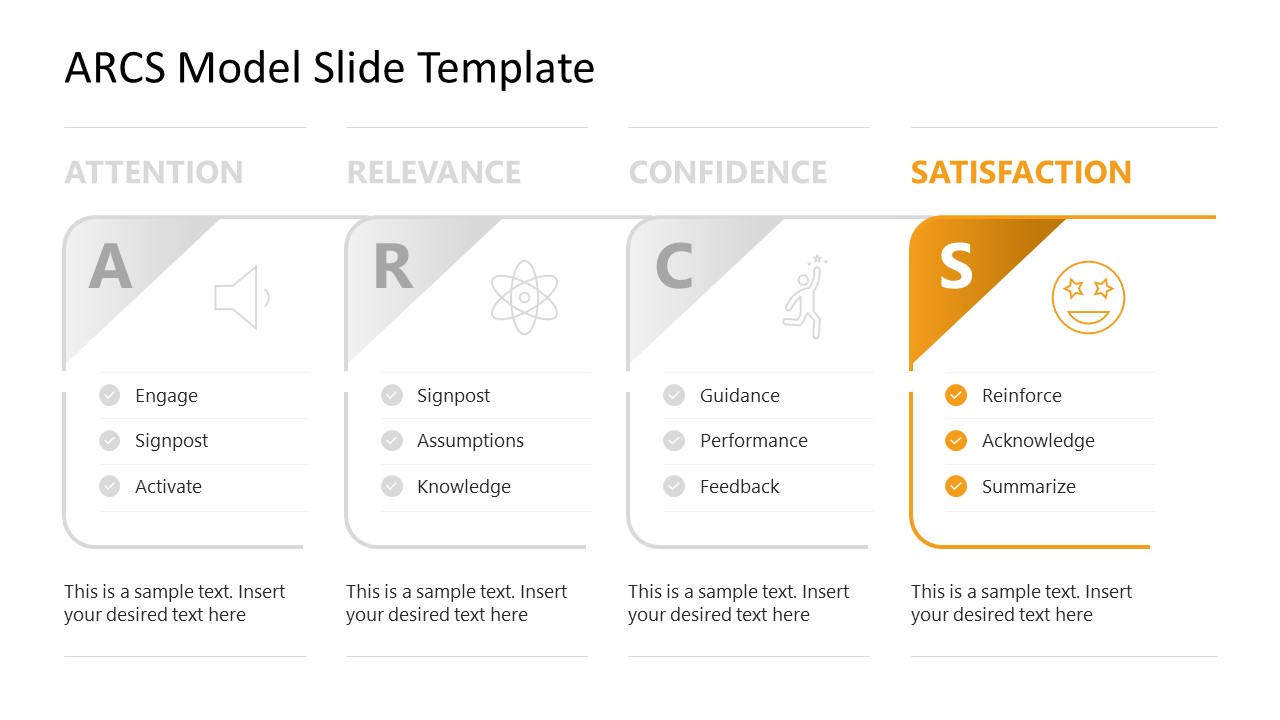 ARCS Model Slide Template
ATTENTION
A
Engage
Signpost
Activate
This is a sample text. Insert
your desired text here
RELEVANCE
R
Signpost
Assumptions
Knowledge
This is a sample text. Insert
your desired text here
CONFIDENCE
C
Guidance
Performance
Feedback
This is a sample text. Insert
your desired text here
SATISFACTION
S
Reinforce
Acknowledge
Summarize
This is a sample text. Insert
your desired text here